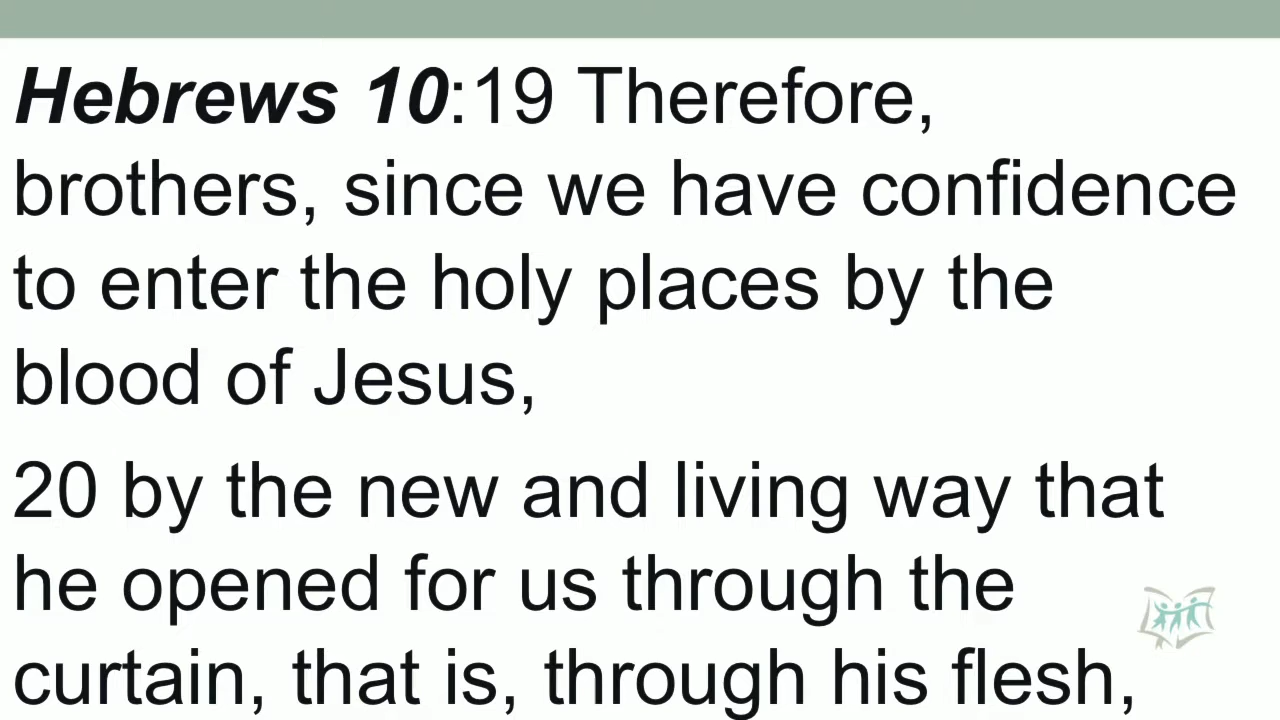 Hebrews 10:19 Therefore,
brothers, since we have confidence
to enter the holy places by the
blood of Jesus,
20 by the new and living way that
he opened for us through the
curtain, that is, through his flesh,